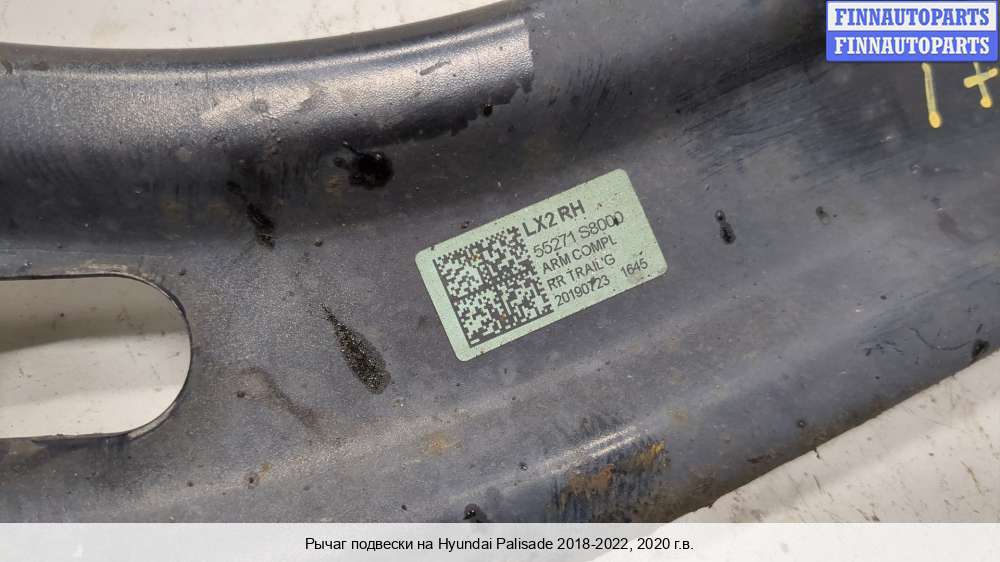 FINNAUTOPARTS
FINNAUTOPARTS
1+
LX2 RH
55271 S8000
ARM COMPL
RR TRAIL'G
20190723 1645
Рычаг подвески на Hyundai Palisade 2018-2022, 2020 г.в.